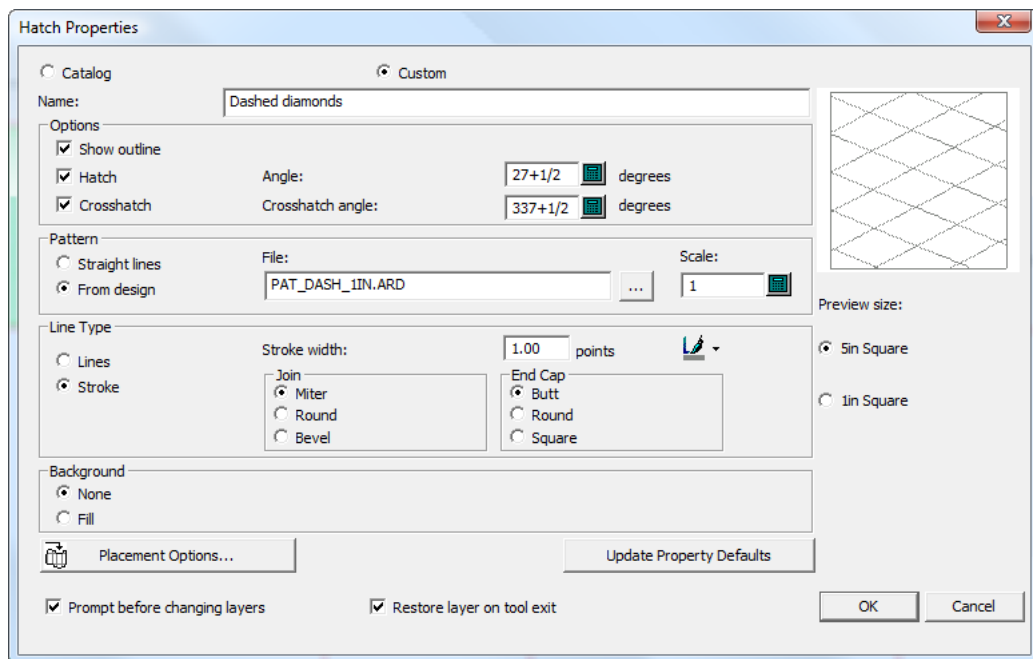 Hatch Properties
Catalog Custom
Name: Dashed diamonds
Options
Show outline
Hatch Angle: 27+1/2 degrees
Crosshatch Crosshatch angle: 337+1/2 degrees
Pattern
Straight lines File: Scale:
From design PAT_DASH_1IN.ARD ... 1
Preview size:
Line Type
Lines Stroke width: 1.00 points 5in Square
Stroke Join End Cap
Miter Butt
Round Round 1in Square
Bevel Square
Background
None
Fill
Placement Options... Update Property Defaults
Prompt before changing layers Restore layer on tool exit OK Cancel